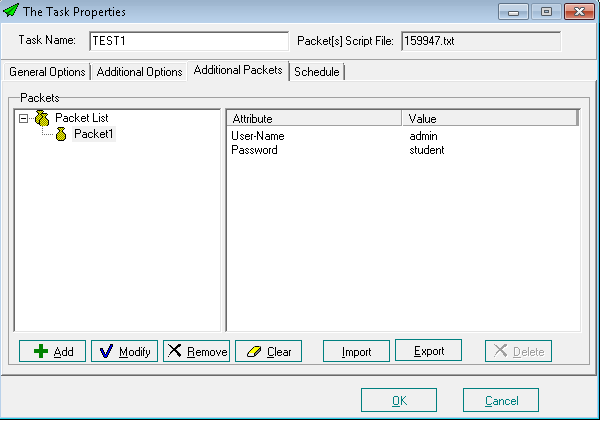 The Task Properties
Task Name: TEST1 Packet[s] Script File: 159947.txt
General Options Additional Options Additional Packets Schedule
Packets
Packet List
Packet1
Attribute Value
User-Name admin
Password student
Add Modify Remove Clear Import Export Delete
OK Cancel